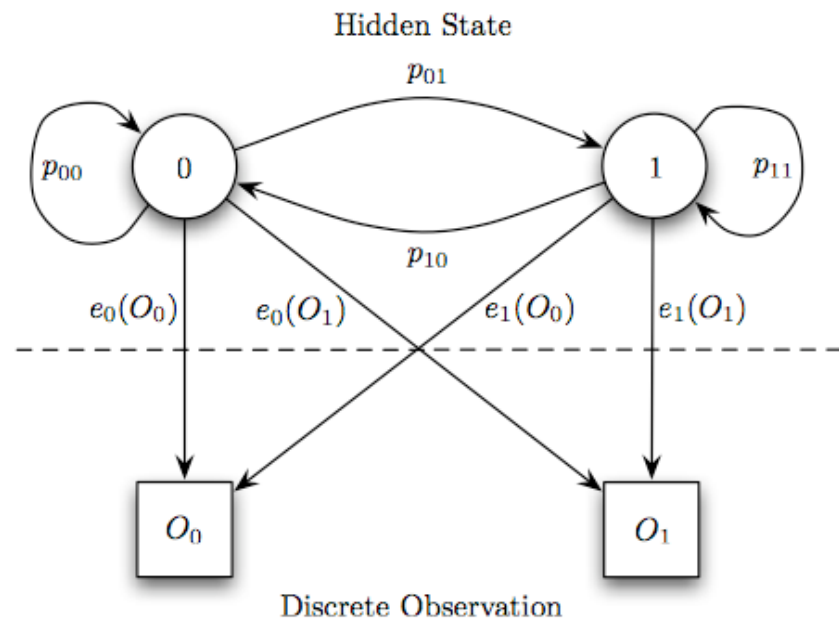 Hidden State
p₀₁
p₀₀
0
1
p₁₁
p₁₀
e₀(O₀)
e₀(O₁)
e₁(O₀)
e₁(O₁)
O₀
O₁
Discrete Observation